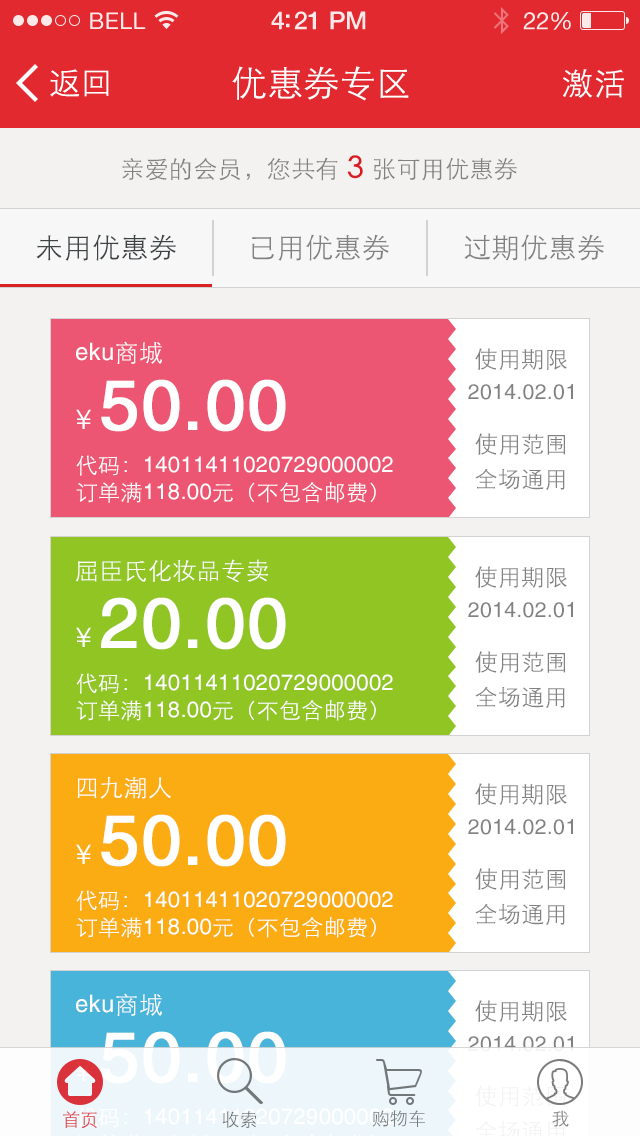 BELL 4:21 PM 22%
返回 优惠券专区 激活
亲爱的会员，您共有 3 张可用优惠券
未用优惠券 已用优惠券 过期优惠券
eku商城
¥50.00
代码：14011411020729000002
订单满118.00元（不包含邮费）
使用期限
2014.02.01
使用范围
全场通用
屈臣氏化妆品专卖
¥20.00
代码：14011411020729000002
订单满118.00元（不包含邮费）
使用期限
2014.02.01
使用范围
全场通用
四九潮人
¥50.00
代码：14011411020729000002
订单满118.00元（不包含邮费）
使用期限
2014.02.01
使用范围
全场通用
eku商城
50.00
使用期限
2014.02.01
首页 收索 购物车 我